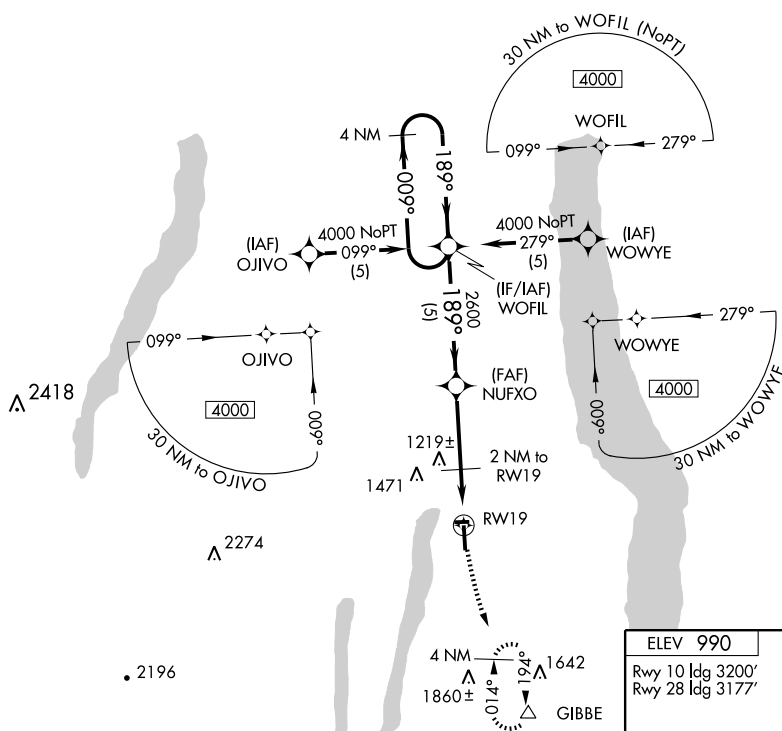 30 NM to WOFIL (NoPT)
4000
WOFIL
099°
279°
4 NM
189°
009°
(IAF)
OJIVO
4000 NoPT
099°
(5)
4000 NoPT
279°
(5)
(IAF)
WOWYE
(IF/IAF)
WOFIL
2600
189°
(5)
099°
OJIVO
4000
009°
30 NM to OJIVO
279°
WOWYE
4000
009°
30 NM to WOWYE
2418
(FAF)
NUFXO
1219±
2 NM to
RW19
1471
RW19
2274
2196
4 NM
1860±
014°
194°
1642
GIBBE
ELEV 990
Rwy 10 ldg 3200'
Rwy 28 ldg 3177'